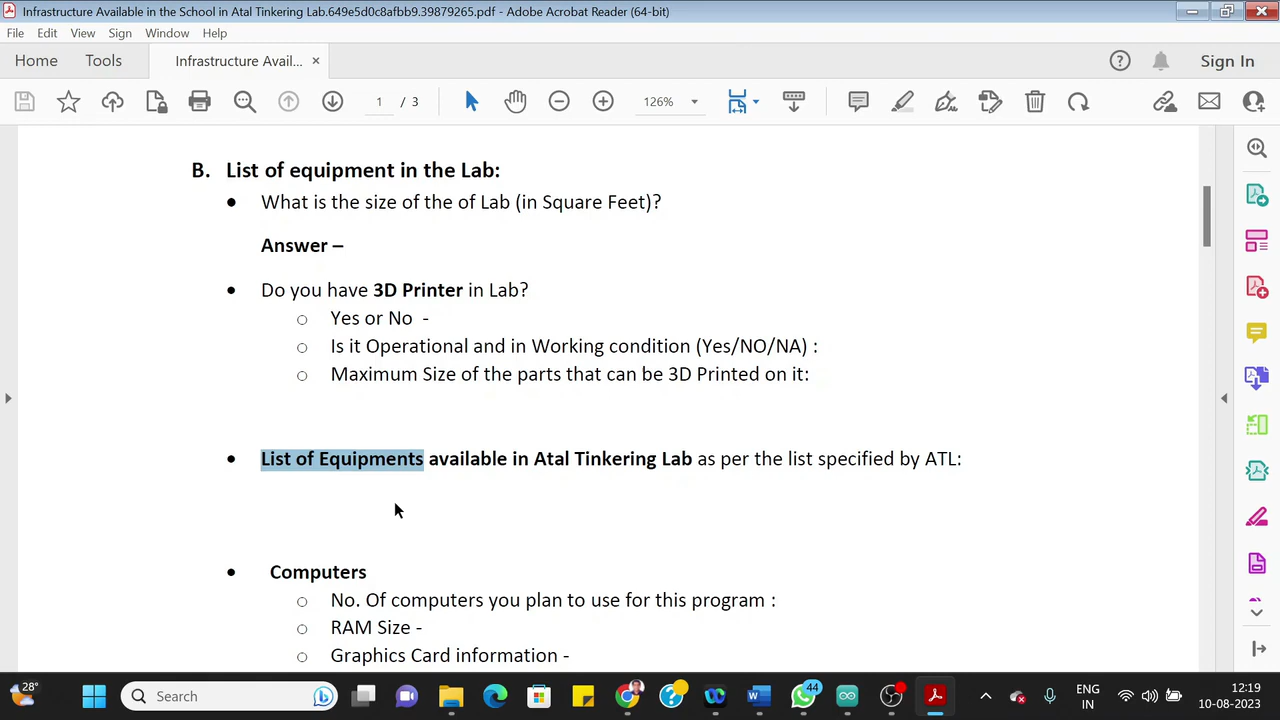 Infrastructure Available in the School in Atal Tinkering Lab.649e5d0c8afbb9.39879265.pdf - Adobe Acrobat Reader (64-bit)
File Edit View Sign Window Help
Home Tools Infrastructure Avail... × Sign In
1 / 3 126%
B. List of equipment in the Lab:
• What is the size of the of Lab (in Square Feet)?
Answer –
• Do you have 3D Printer in Lab?
○ Yes or No -
○ Is it Operational and in Working condition (Yes/NO/NA) :
○ Maximum Size of the parts that can be 3D Printed on it:
• List of Equipments available in Atal Tinkering Lab as per the list specified by ATL:
• Computers
○ No. Of computers you plan to use for this program :
○ RAM Size -
○ Graphics Card information -
28° Search 44 ENG IN 12:19 10-08-2023